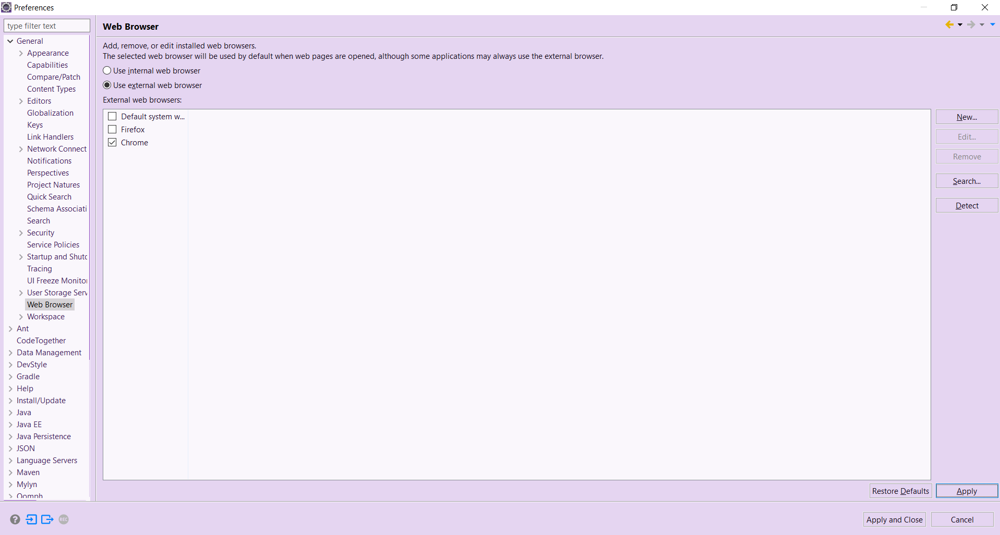 Preferences
type filter text
General
Appearance
Capabilities
Compare/Patch
Content Types
Editors
Globalization
Keys
Link Handlers
Network Connect
Notifications
Perspectives
Project Natures
Quick Search
Schema Associati
Search
Security
Service Policies
Startup and Shutd
Tracing
UI Freeze Monitor
User Storage Serv
Web Browser
Workspace
Ant
CodeTogether
Data Management
DevStyle
Gradle
Help
Install/Update
Java
Java EE
Java Persistence
JSON
Language Servers
Maven
Mylyn
Oomph
Web Browser
Add, remove, or edit installed web browsers.
The selected web browser will be used by default when web pages are opened, although some applications may always use the external browser.
Use internal web browser
Use external web browser
External web browsers:
Default system w...
Firefox
Chrome
New...
Edit...
Remove
Search...
Detect
Restore Defaults
Apply
? REC
Apply and Close
Cancel